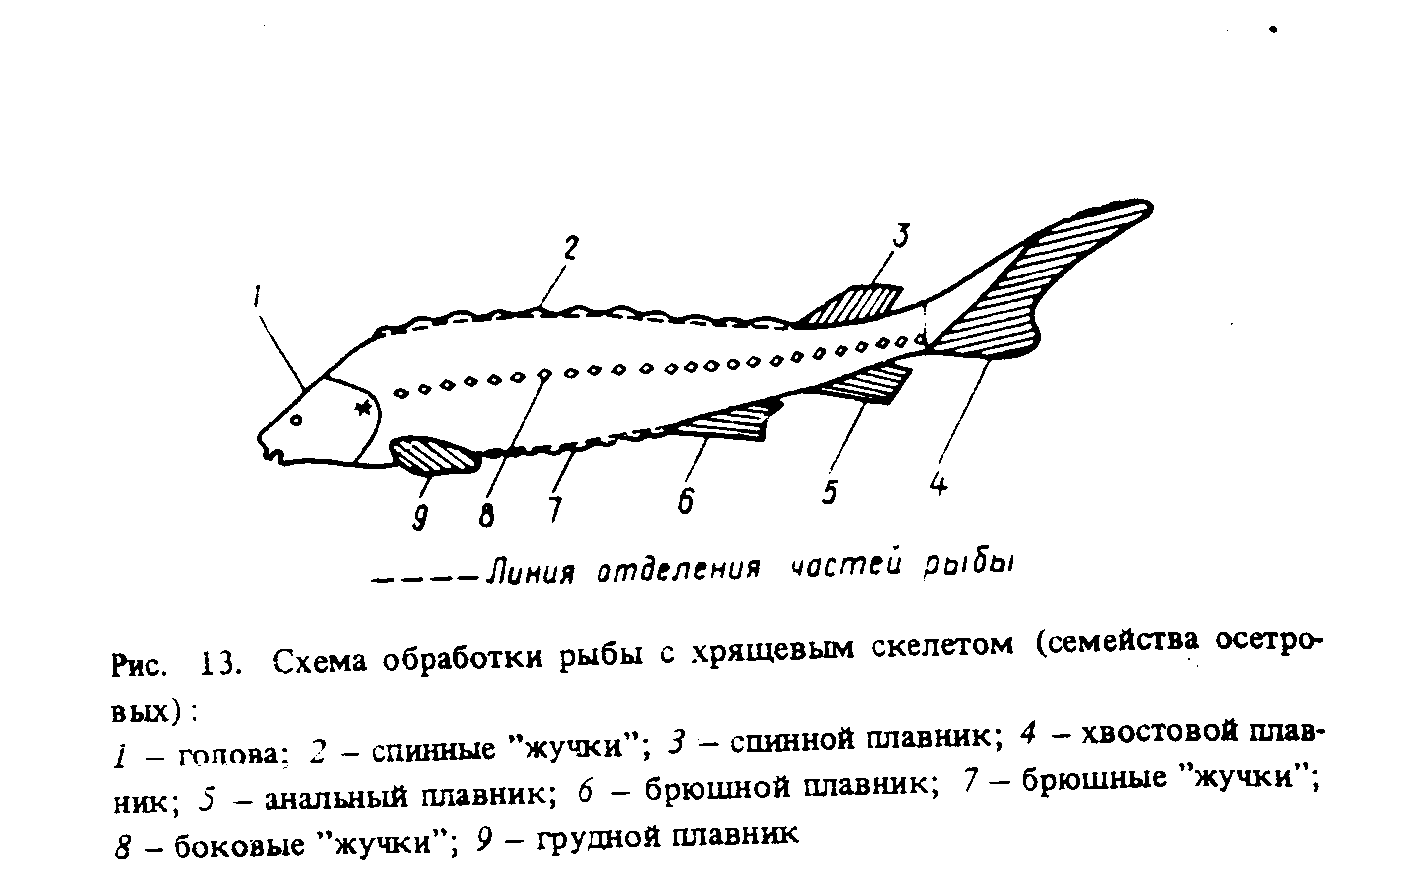 2
3
1
9
8
7
6
5
4
Линия отделения частей рыбы
Рис. 13. Схема обработки рыбы с хрящевым скелетом (семейства осетро-
вых) :
1 – голова; 2 – спинные "жучки"; 3 – спинной плавник; 4 – хвостовой плав-
ник; 5 – анальный плавник; 6 – брюшной плавник; 7 – брюшные "жучки";
8 – боковые "жучки"; 9 – грудной плавник